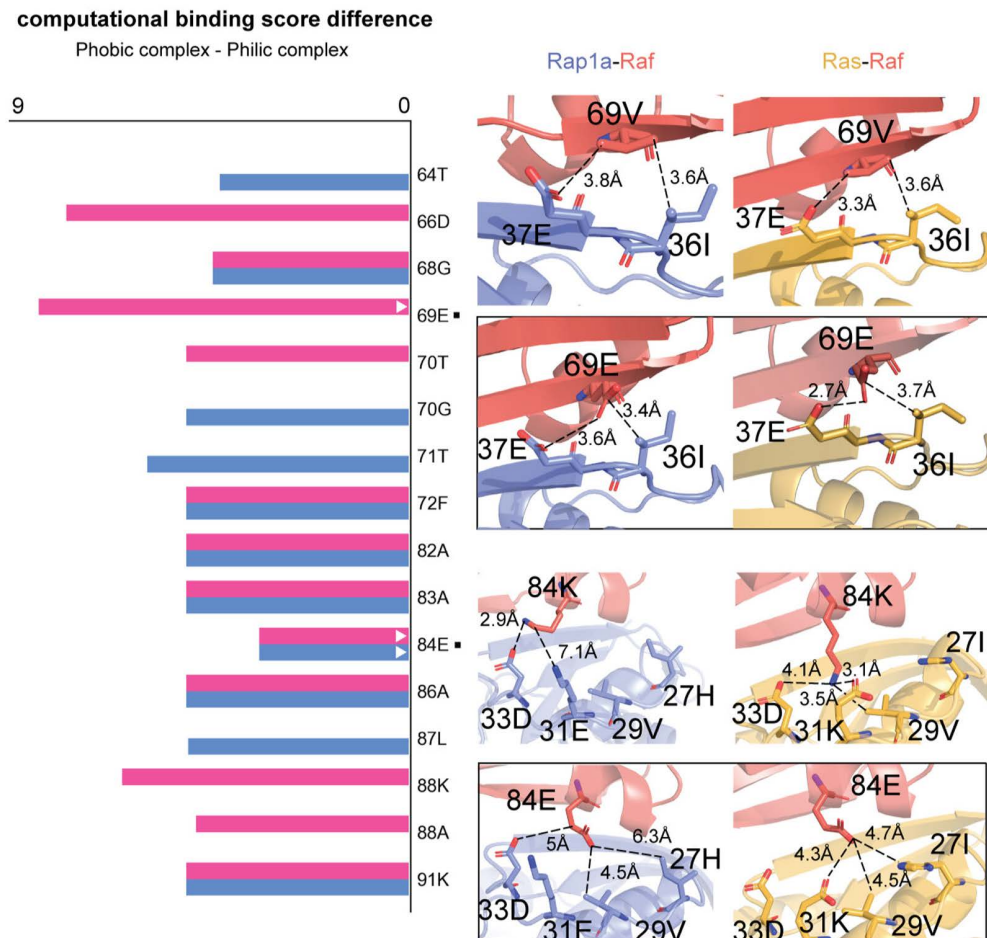 computational binding score difference
Phobic complex - Philic complex
9 0
64T
66D
68G
69E
70T
70G
71T
72F
82A
83A
84E
86A
87L
88K
88A
91K
Rap1a-Raf
Ras-Raf
69V
3.8Å
3.6Å
37E
36I
69V
3.6Å
3.3Å
37E
36I
69E
3.4Å
3.6Å
37E
36I
69E
2.7Å
3.7Å
37E
36I
84K
2.9Å
7.1Å
27H
33D
31E
29V
84K
27I
4.1Å
3.1Å
3.5Å
33D
31K
29V
84E
6.3Å
5Å
27H
4.5Å
33D
31E
29V
84E
4.7Å
4.3Å
27I
4.5Å
33D
31K
29V